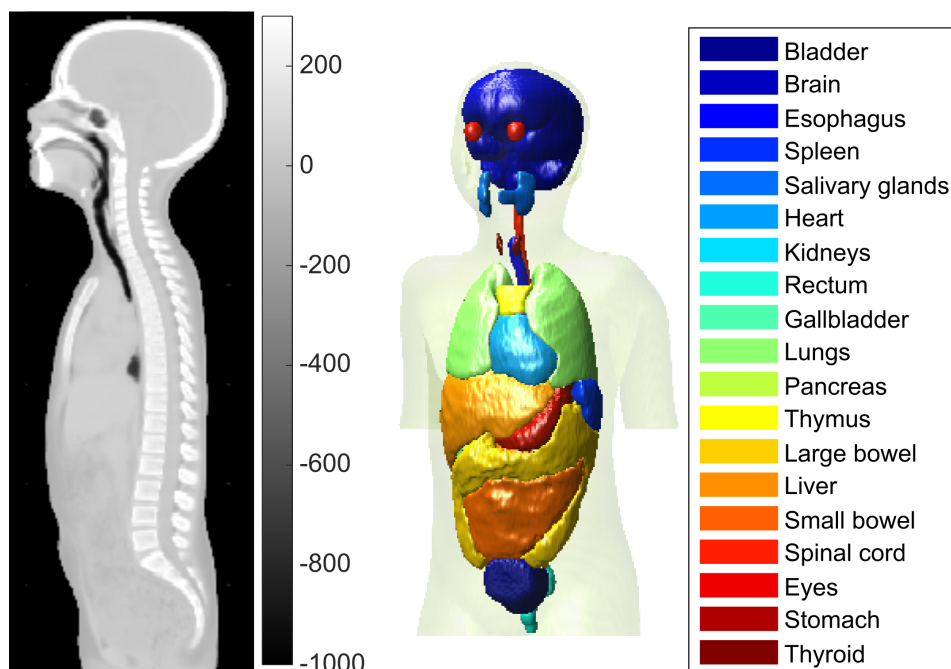 200
0
-200
-400
-600
-800
-1000
Bladder
Brain
Esophagus
Spleen
Salivary glands
Heart
Kidneys
Rectum
Gallbladder
Lungs
Pancreas
Thymus
Large bowel
Liver
Small bowel
Spinal cord
Eyes
Stomach
Thyroid